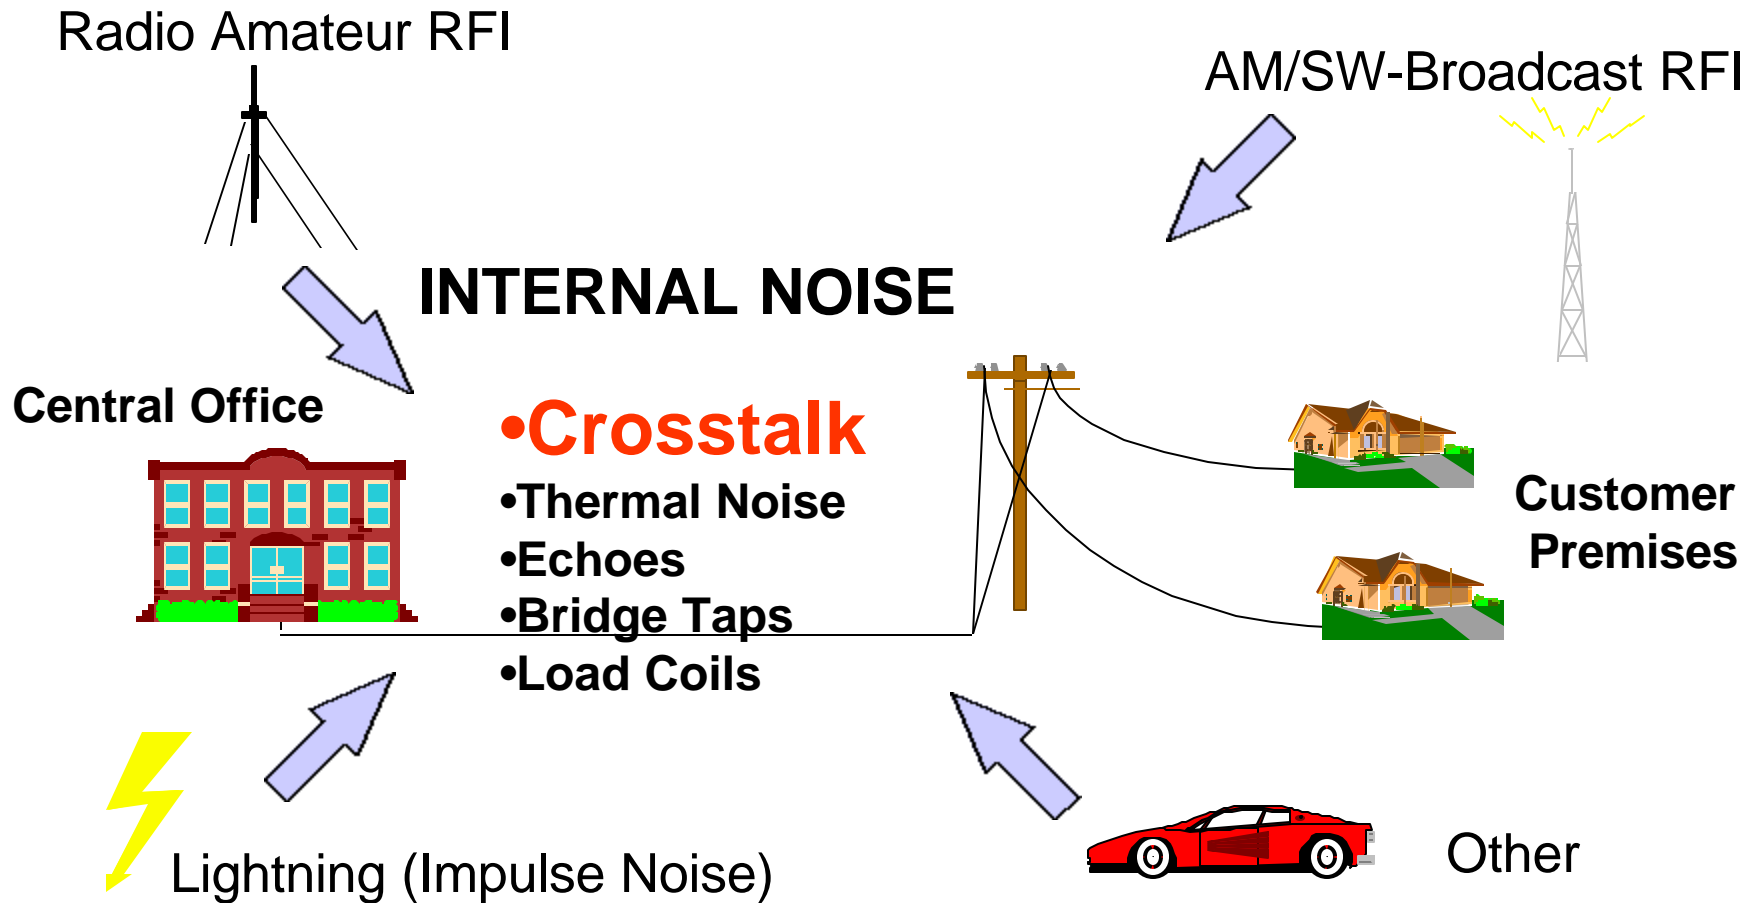 Radio Amateur RFI
AM/SW-Broadcast RFI
INTERNAL NOISE
Central Office
•Crosstalk
•Thermal Noise
•Echoes
•Bridge Taps
•Load Coils
Customer
Premises
Lightning (Impulse Noise)
Other